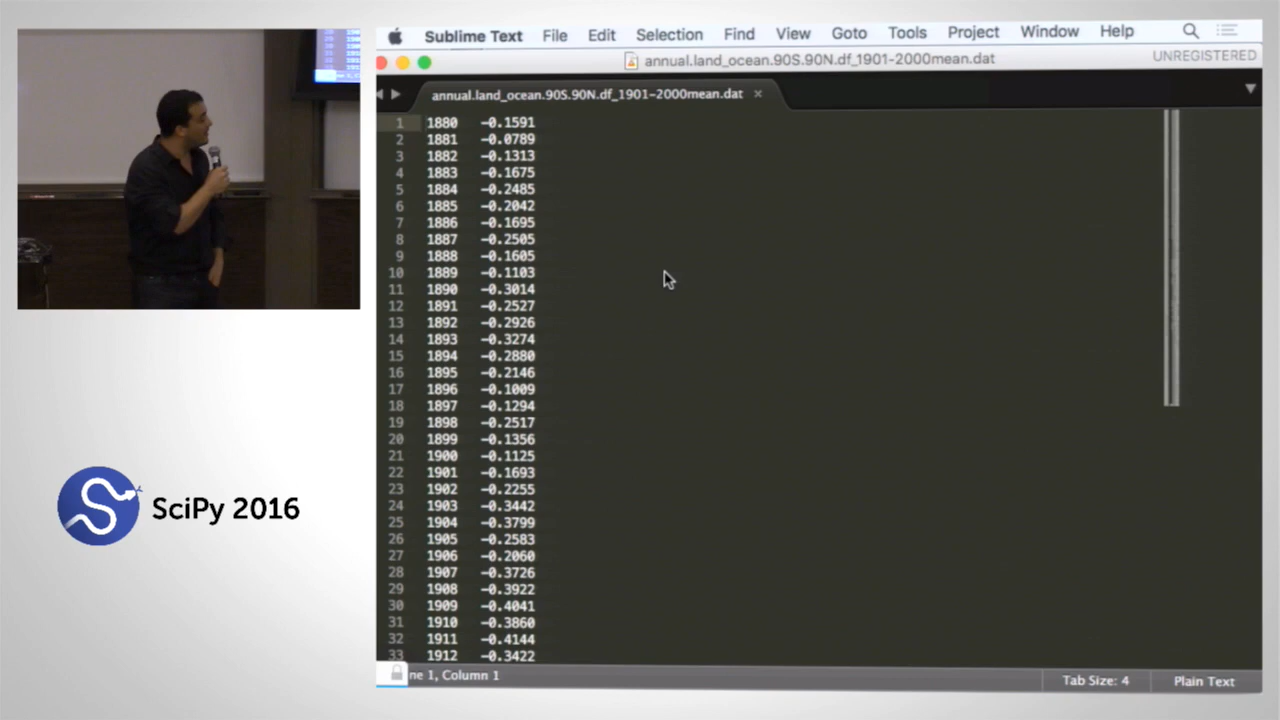 Sublime Text File Edit Selection Find View Goto Tools Project Window Help
annual.land_ocean.90S.90N.df_1901-2000mean.dat UNREGISTERED
annual.land_ocean.90S.90N.df_1901-2000mean.dat ×
1 1880 -0.1591
2 1881 -0.0789
3 1882 -0.1313
4 1883 -0.1675
5 1884 -0.2485
6 1885 -0.2042
7 1886 -0.1695
8 1887 -0.2505
9 1888 -0.1605
10 1889 -0.1103
11 1890 -0.3014
12 1891 -0.2527
13 1892 -0.2926
14 1893 -0.3274
15 1894 -0.2880
16 1895 -0.2146
17 1896 -0.1009
18 1897 -0.1294
19 1898 -0.2517
20 1899 -0.1356
21 1900 -0.1125
22 1901 -0.1693
23 1902 -0.2255
24 1903 -0.3442
25 1904 -0.3799
26 1905 -0.2583
27 1906 -0.2060
28 1907 -0.3726
29 1908 -0.3922
30 1909 -0.4041
31 1910 -0.3860
32 1911 -0.4144
33 1912 -0.3422
ne 1, Column 1 Tab Size: 4 Plain Text
SciPy 2016